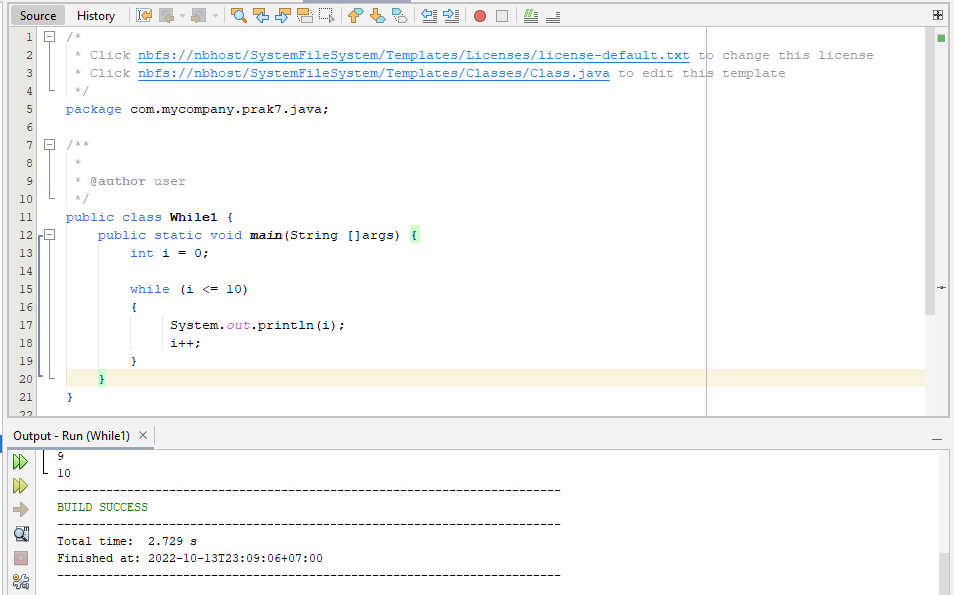 Source History
1 /*
2 * Click nbfs://nbhost/SystemFileSystem/Templates/Licenses/license-default.txt to change this license
3 * Click nbfs://nbhost/SystemFileSystem/Templates/Classes/Class.java to edit this template
4 */
5 package com.mycompany.prak7.java;
6
7 /**
8 *
9 * @author user
10 */
11 public class While1 {
12 public static void main(String []args) {
13 int i = 0;
14
15 while (i <= 10)
16 {
17 System.out.println(i);
18 i++;
19 }
20 }
21 }
22
Output - Run (While1) ×
9
10
------------------------------------------------------------------------
BUILD SUCCESS
------------------------------------------------------------------------
Total time:  2.729 s
Finished at: 2022-10-13T23:09:06+07:00
------------------------------------------------------------------------